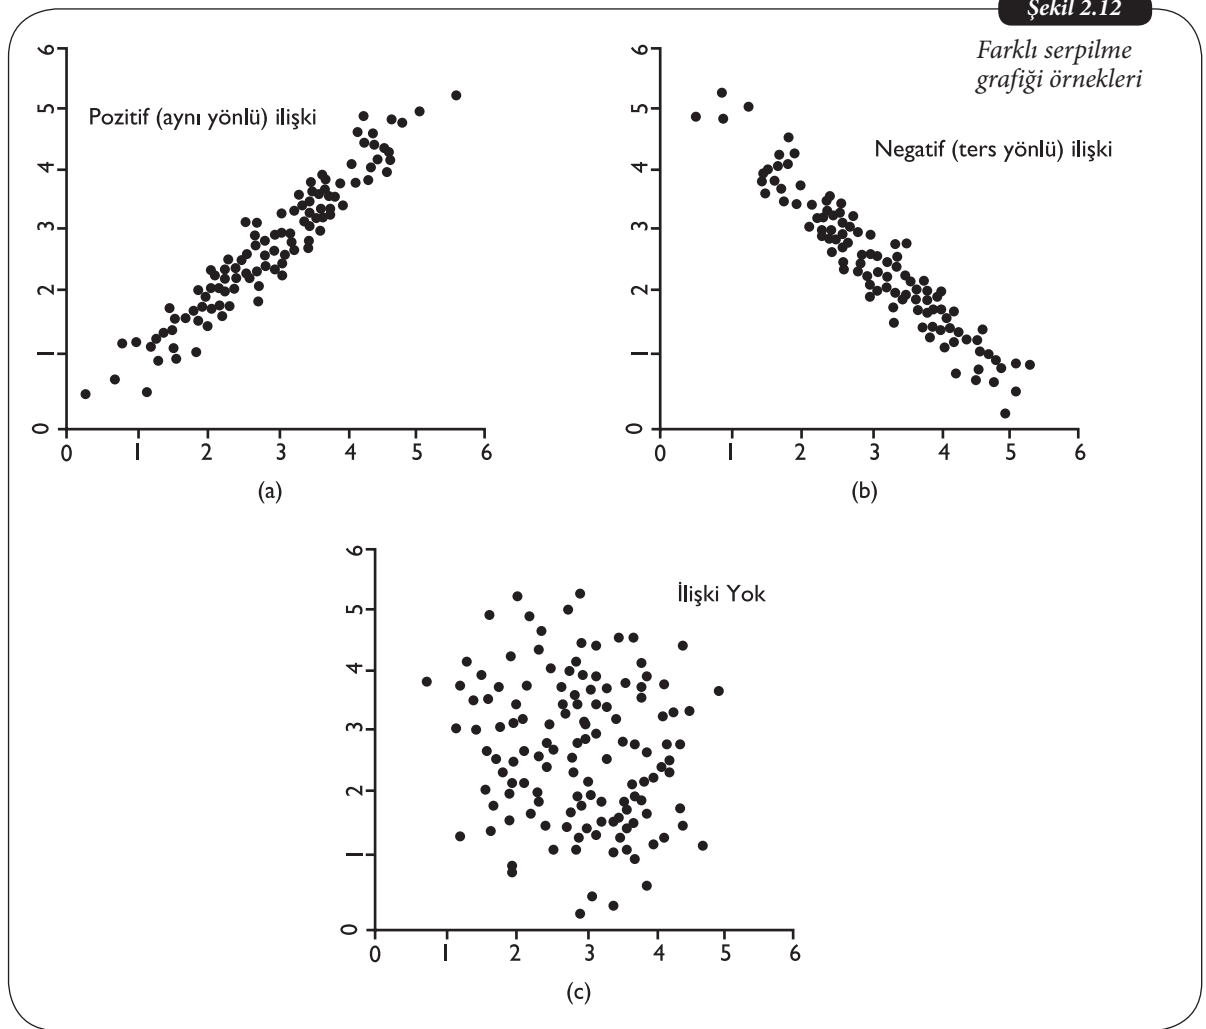 Şekil 2.12
Farklı serpilme
grafiği örnekleri
Pozitif (aynı yönlü) ilişki
6
5
4
3
2
1
0
0 1 2 3 4 5 6
(a)
Negatif (ters yönlü) ilişki
6
5
4
3
2
1
0
0 1 2 3 4 5 6
(b)
İlişki Yok
6
5
4
3
2
1
0
0 1 2 3 4 5 6
(c)